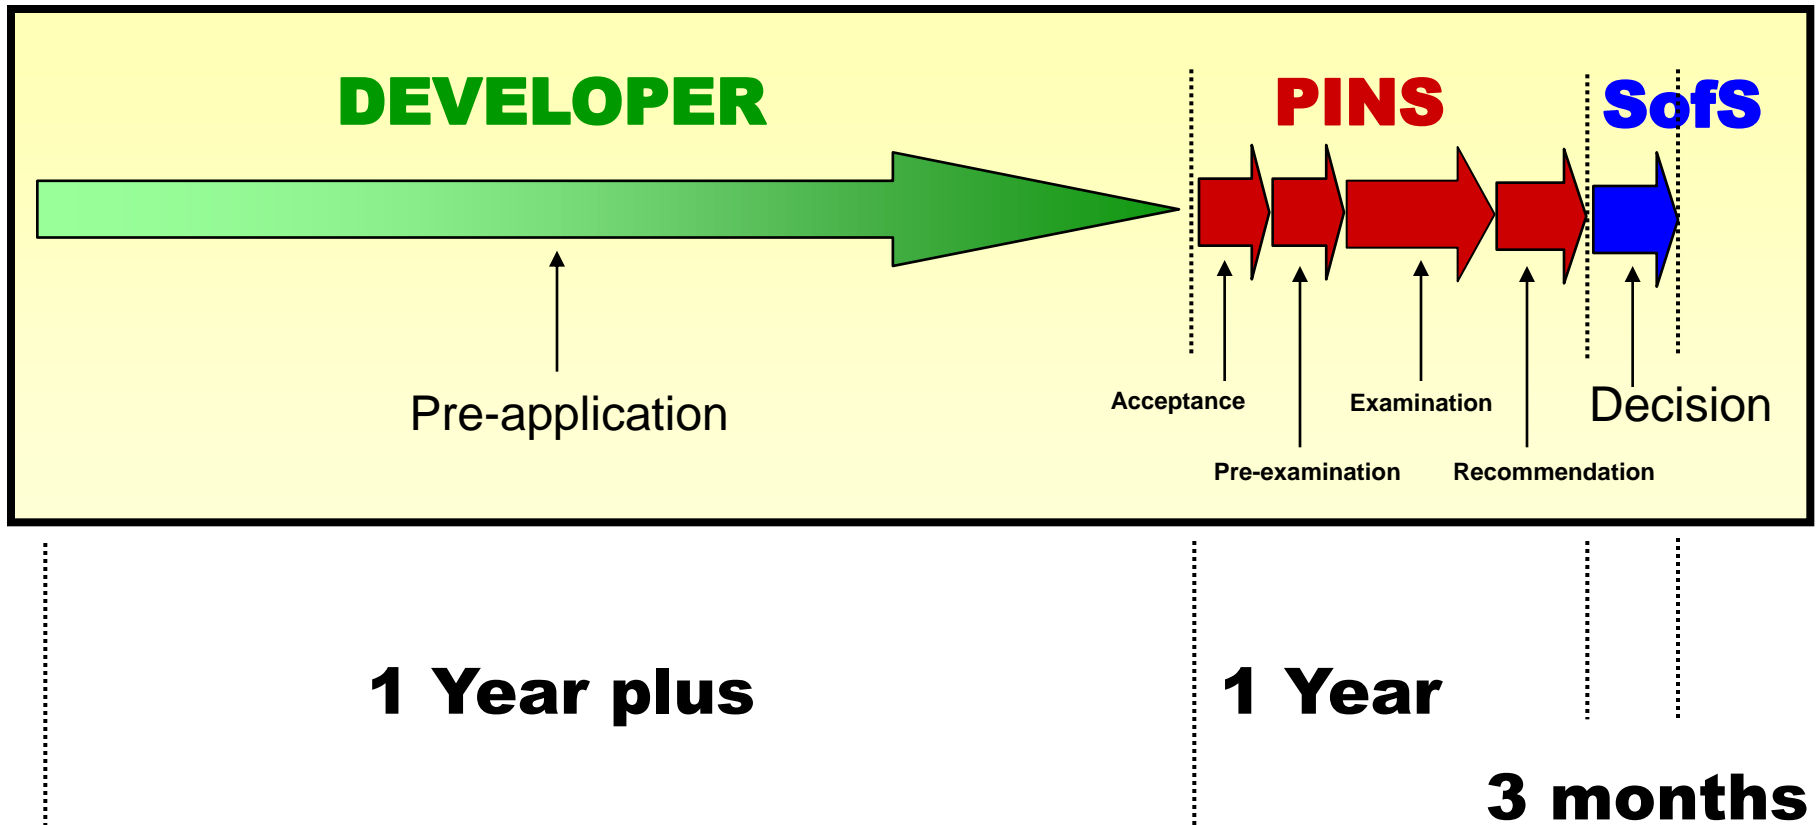 DEVELOPER PINS SofS
Pre-application
Acceptance Examination Decision
Pre-examination Recommendation
1 Year plus 1 Year
3 months